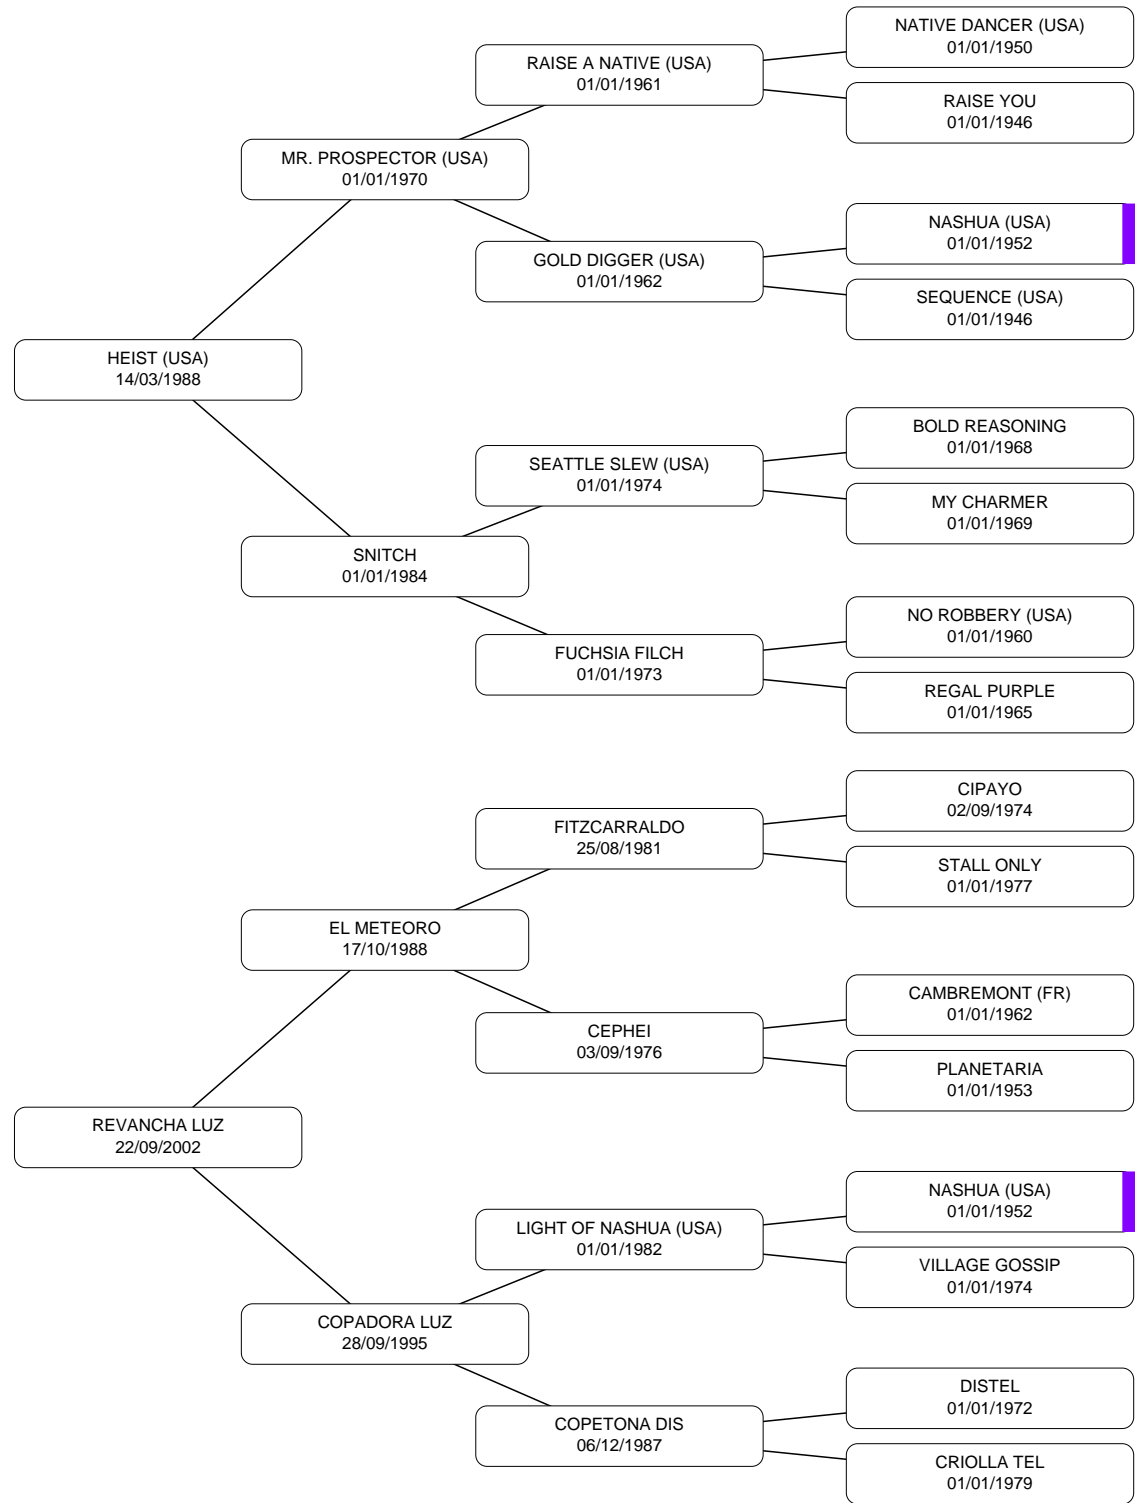 NATIVE DANCER (USA)
01/01/1950
RAISE A NATIVE (USA)
01/01/1961
RAISE YOU
01/01/1946
MR. PROSPECTOR (USA)
01/01/1970
NASHUA (USA)
01/01/1952
GOLD DIGGER (USA)
01/01/1962
SEQUENCE (USA)
01/01/1946
HEIST (USA)
14/03/1988
BOLD REASONING
01/01/1968
SEATTLE SLEW (USA)
01/01/1974
MY CHARMER
01/01/1969
SNITCH
01/01/1984
NO ROBBERY (USA)
01/01/1960
FUCHSIA FILCH
01/01/1973
REGAL PURPLE
01/01/1965
CIPAYO
02/09/1974
FITZCARRALDO
25/08/1981
STALL ONLY
01/01/1977
EL METEORO
17/10/1988
CAMBREMONT (FR)
01/01/1962
CEPHEI
03/09/1976
PLANETARIA
01/01/1953
REVANCHA LUZ
22/09/2002
NASHUA (USA)
01/01/1952
LIGHT OF NASHUA (USA)
01/01/1982
VILLAGE GOSSIP
01/01/1974
COPADORA LUZ
28/09/1995
DISTEL
01/01/1972
COPETONA DIS
06/12/1987
CRIOLLA TEL
01/01/1979